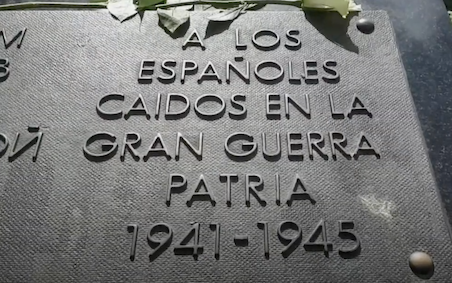 A LOS
ESPAÑOLES
CAIDOS EN LA
GRAN GUERRA
PATRIA
1941-1945